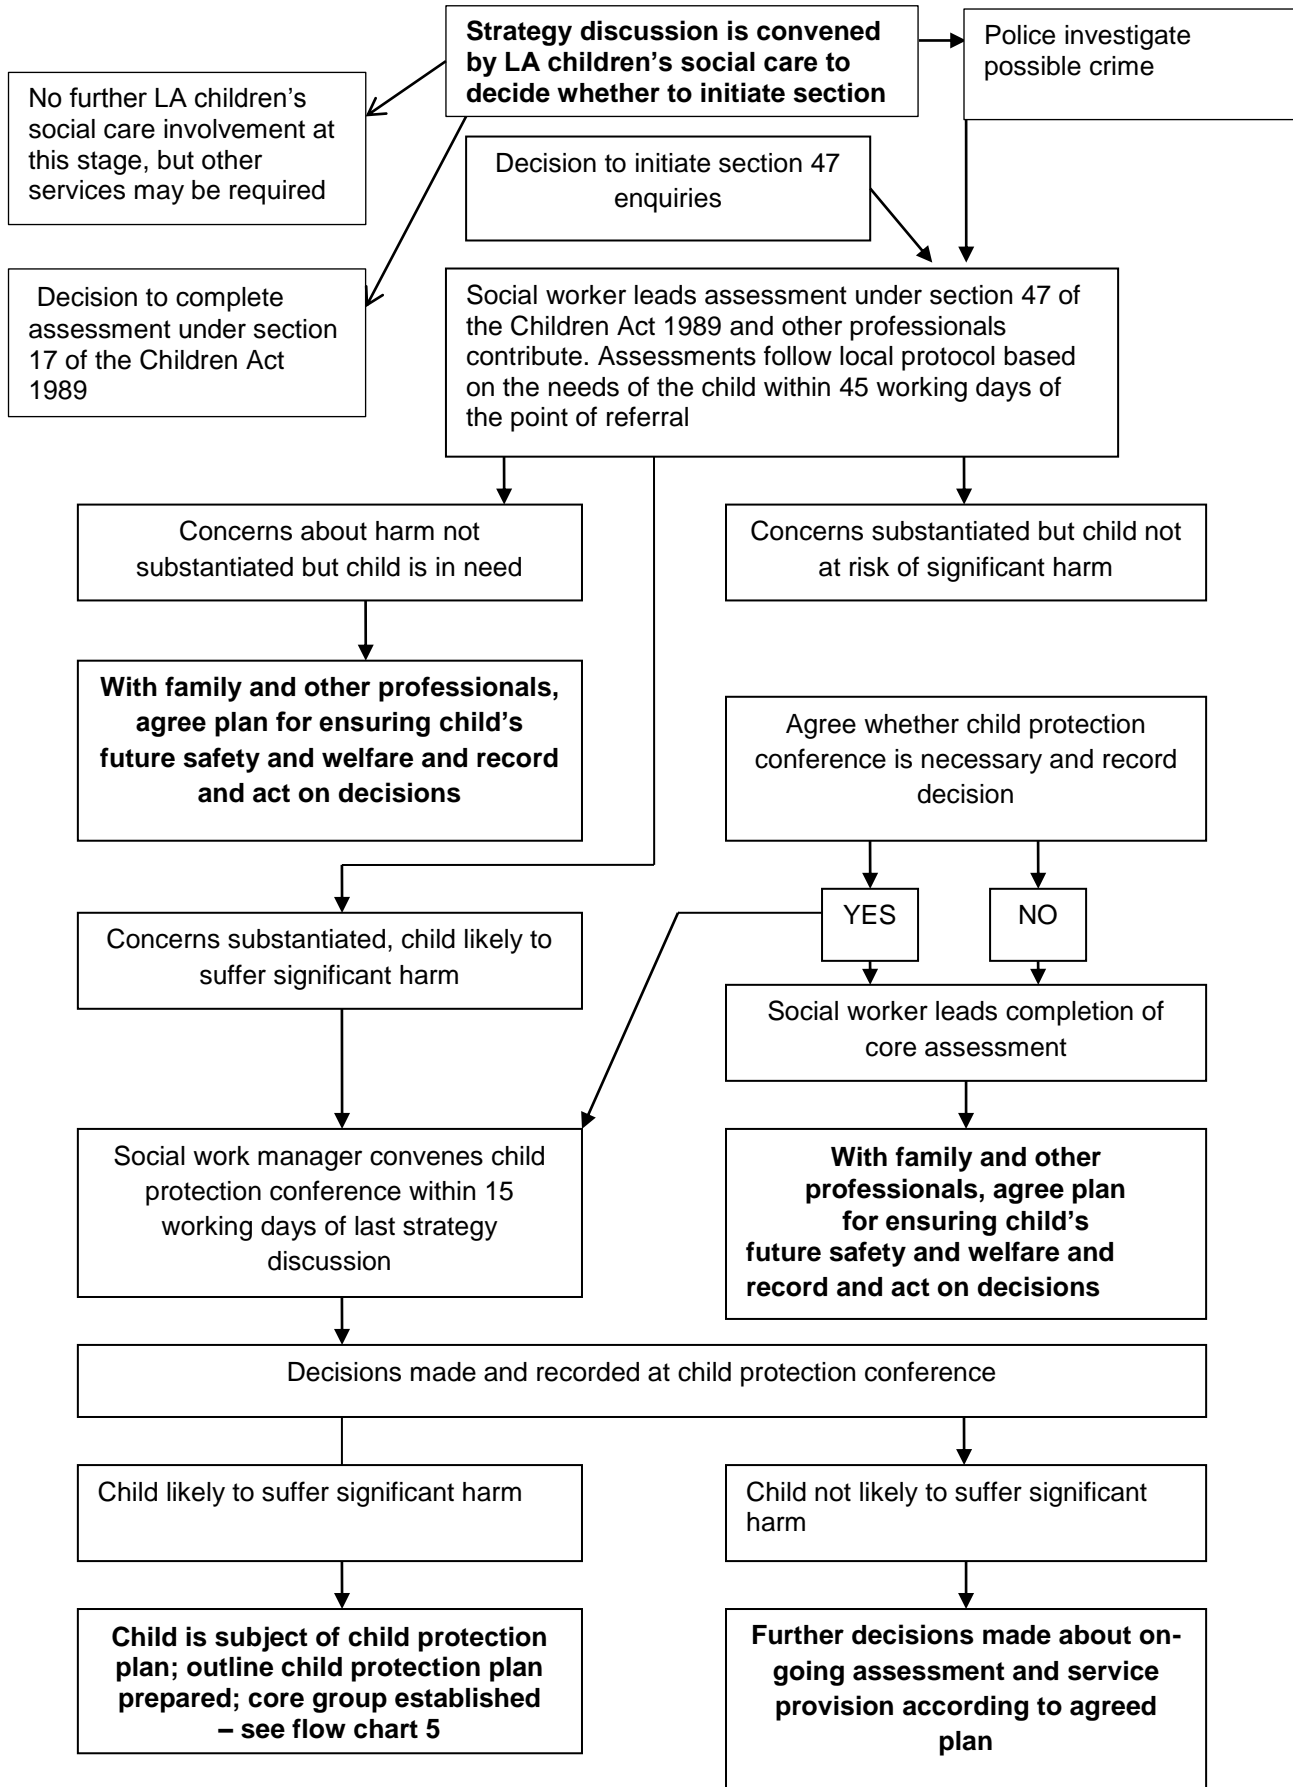 Strategy discussion is convened
by LA children’s social care to
decide whether to initiate section
Police investigate
possible crime
No further LA children’s
social care involvement at
this stage, but other
services may be required
Decision to initiate section 47
enquiries
Decision to complete
assessment under section
17 of the Children Act
1989
Social worker leads assessment under section 47 of
the Children Act 1989 and other professionals
contribute. Assessments follow local protocol based
on the needs of the child within 45 working days of
the point of referral
Concerns about harm not
substantiated but child is in need
Concerns substantiated but child not
at risk of significant harm
With family and other professionals,
agree plan for ensuring child’s
future safety and welfare and record
and act on decisions
Agree whether child protection
conference is necessary and record
decision
YES
NO
Concerns substantiated, child likely to
suffer significant harm
Social worker leads completion of
core assessment
Social work manager convenes child
protection conference within 15
working days of last strategy
discussion
With family and other
professionals, agree plan
for ensuring child’s
future safety and welfare and
record and act on decisions
Decisions made and recorded at child protection conference
Child likely to suffer significant harm
Child not likely to suffer significant
harm
Child is subject of child protection
plan; outline child protection plan
prepared; core group established
– see flow chart 5
Further decisions made about on-
going assessment and service
provision according to agreed
plan